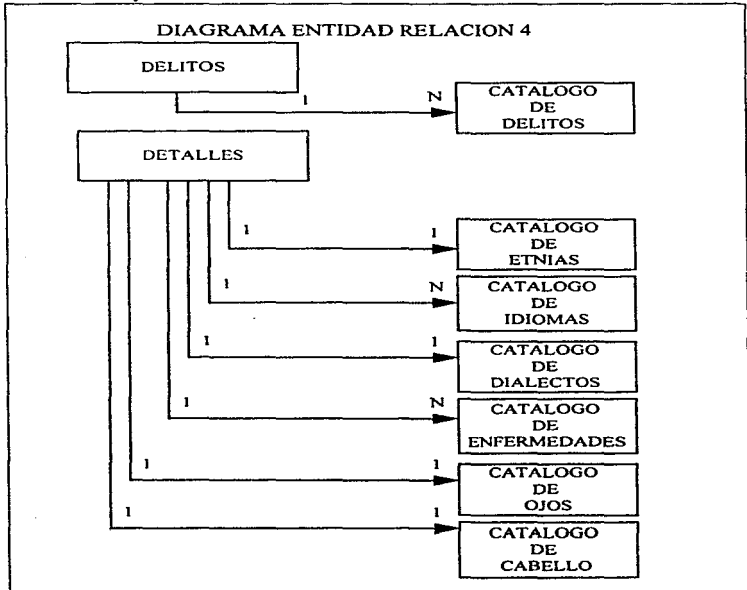 DIAGRAMA ENTIDAD RELACION 4
DELITOS
1 N
CATALOGO
DE
DELITOS
DETALLES
1 1
CATALOGO
DE
ETNIAS
1 N
CATALOGO
DE
IDIOMAS
1 1
CATALOGO
DE
DIALECTOS
1 N
CATALOGO
DE
ENFERMEDADES
1 1
CATALOGO
DE
OJOS
1 1
CATALOGO
DE
CABELLO